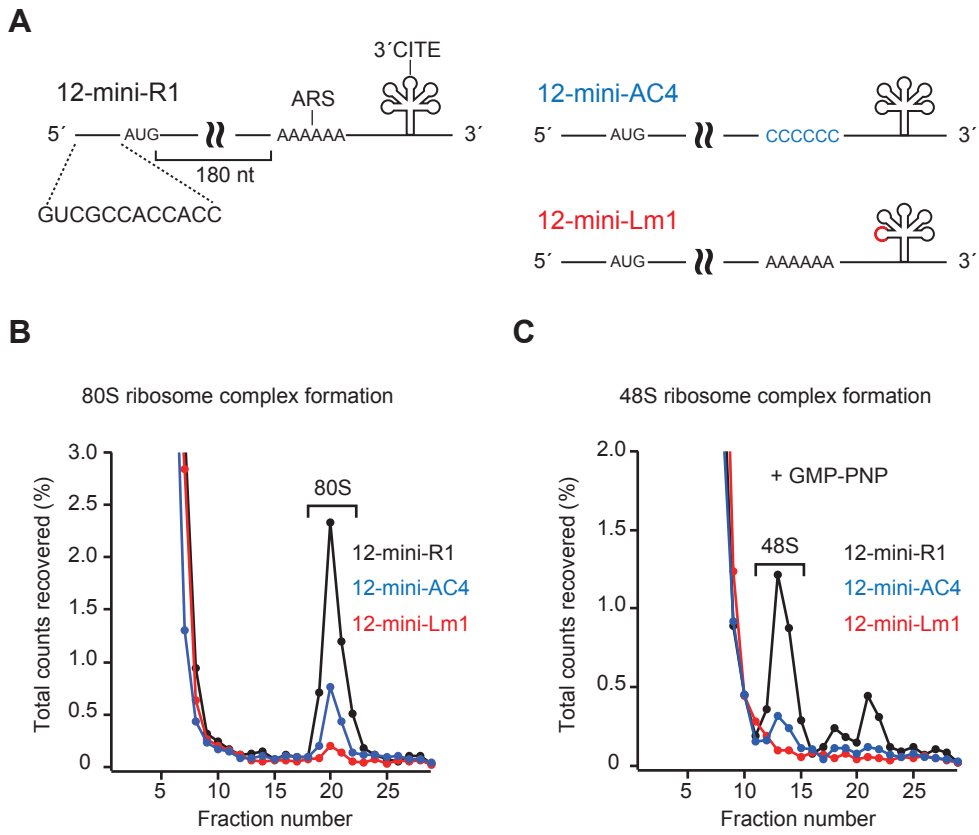 A
12-mini-R1
5´
AUG
180 nt
ARS
AAAAAA
3´CITE
3´
GUCGCCACCACC
12-mini-AC4
5´
AUG
CCCCCC
3´
12-mini-Lm1
5´
AUG
AAAAAA
3´
B
80S ribosome complex formation
Total counts recovered (%)
3.0
2.5
2.0
1.5
1.0
0.5
0
80S
12-mini-R1
12-mini-AC4
12-mini-Lm1
5 10 15 20 25
Fraction number
C
48S ribosome complex formation
Total counts recovered (%)
2.0
1.5
1.0
0.5
0
+ GMP-PNP
48S
12-mini-R1
12-mini-AC4
12-mini-Lm1
5 10 15 20 25
Fraction number